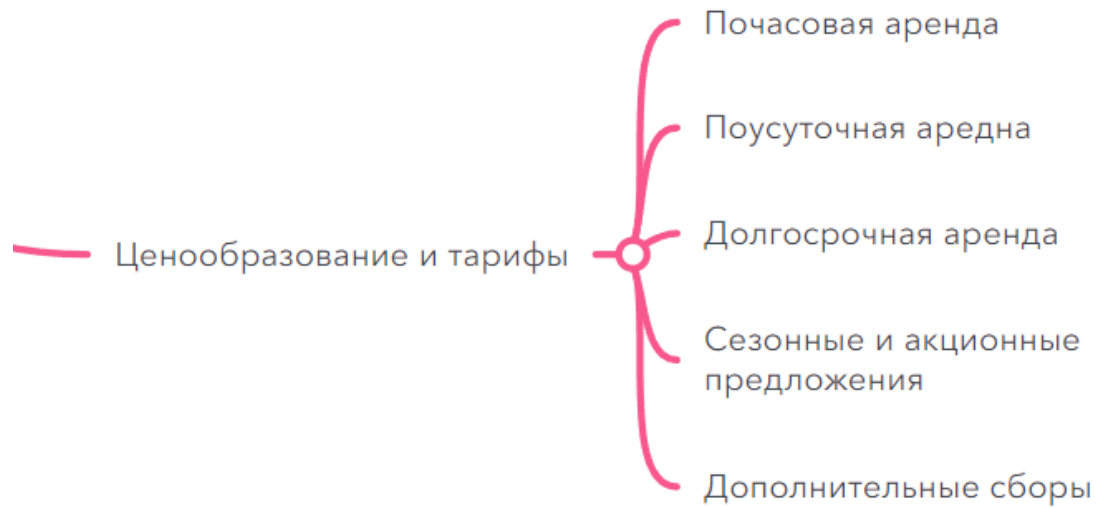 Почасовая аренда
Поусуточная аредна
Ценообразование и тарифы
Долгосрочная аренда
Сезонные и акционные
предложения
Дополнительные сборы